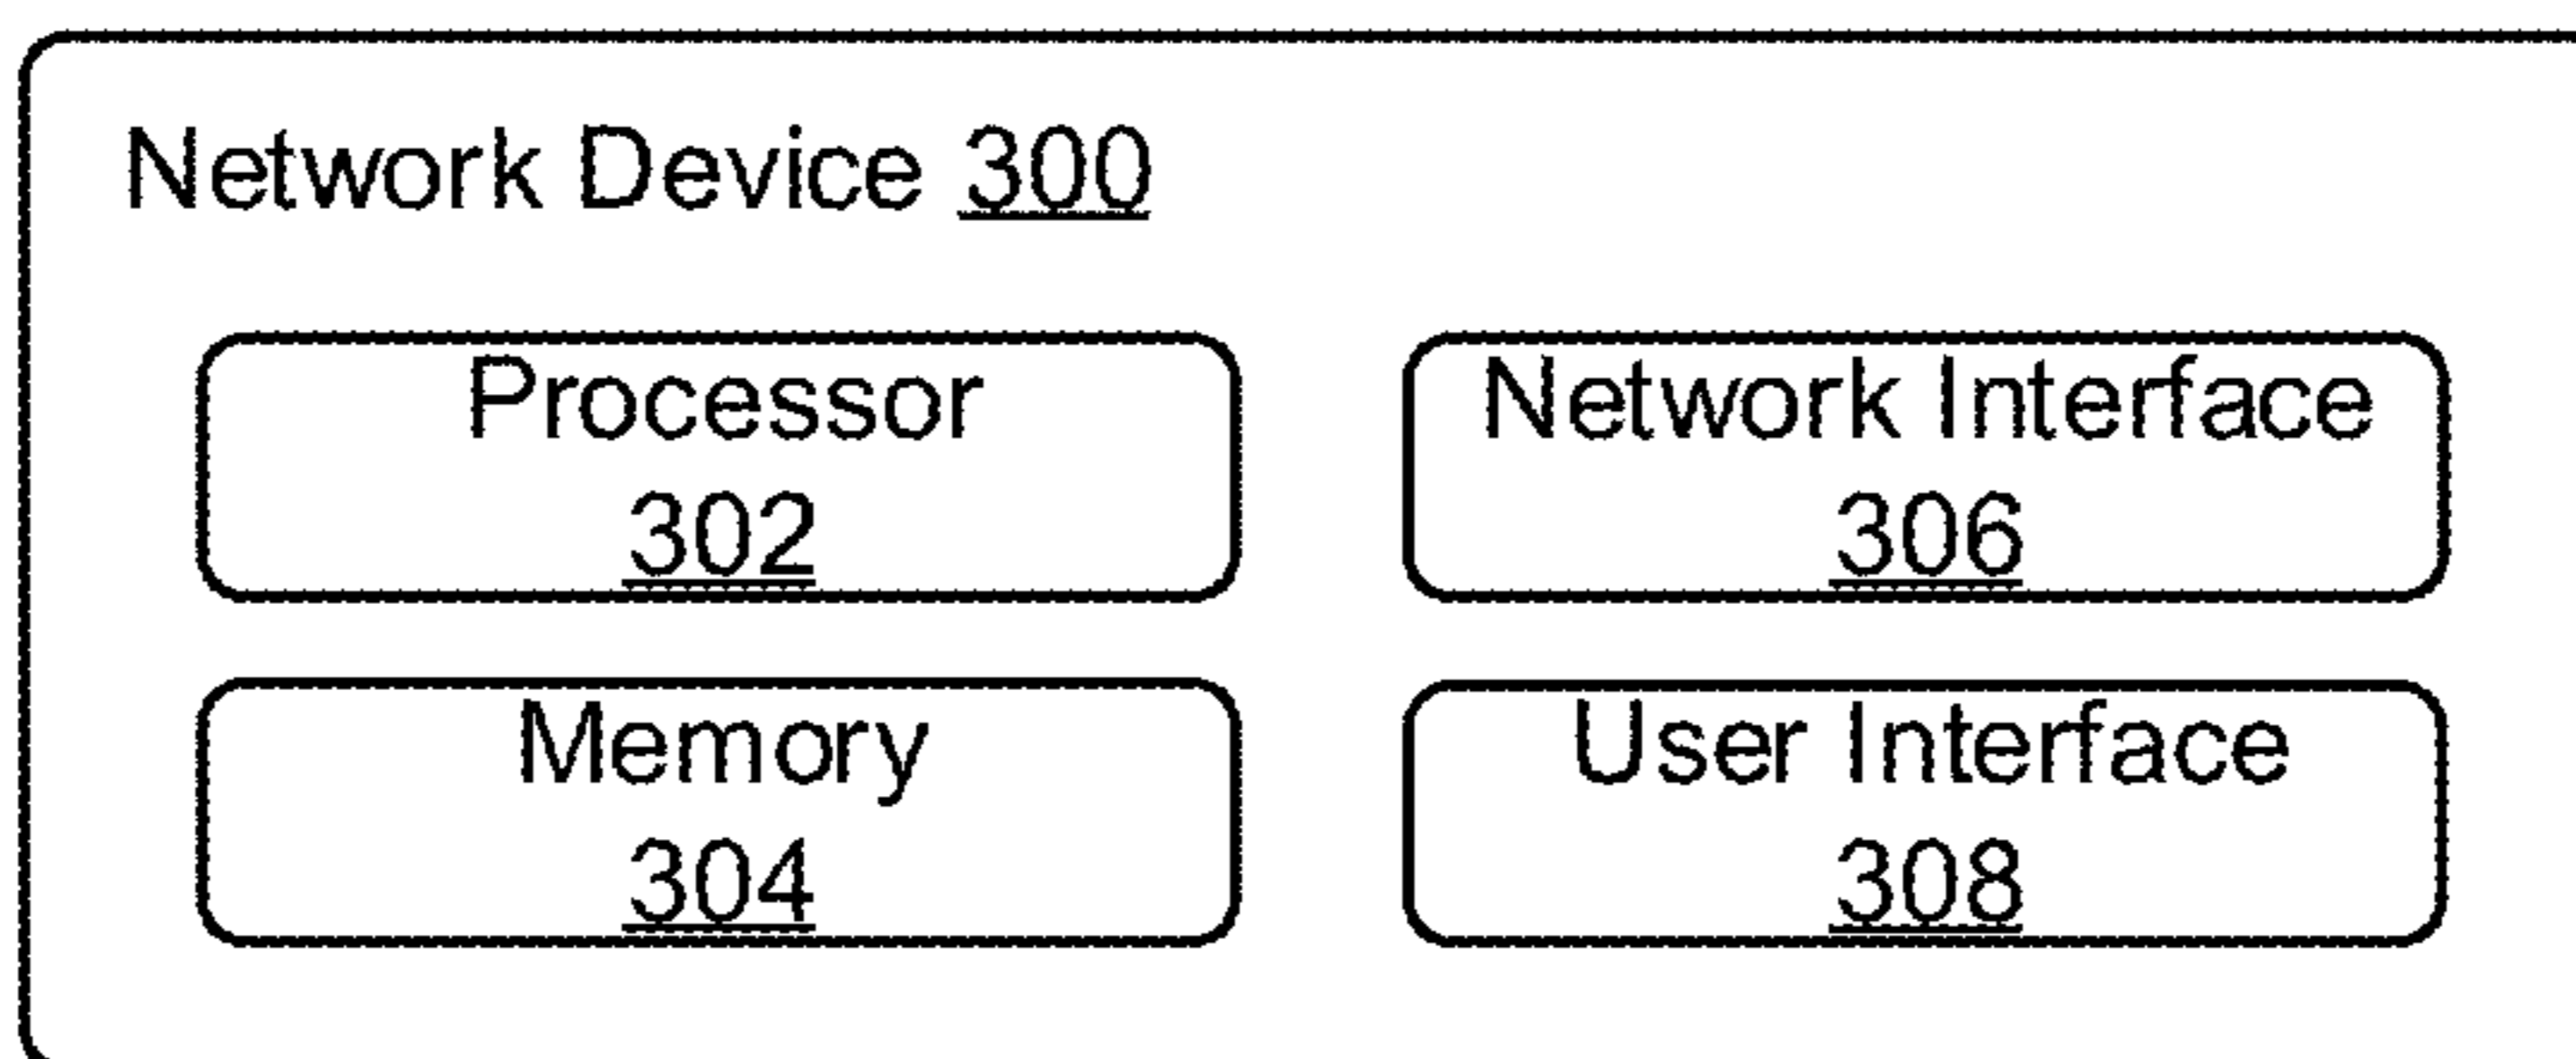 Network Device 300
Processor
302
Network Interface
306
Memory
304
User Interface
308